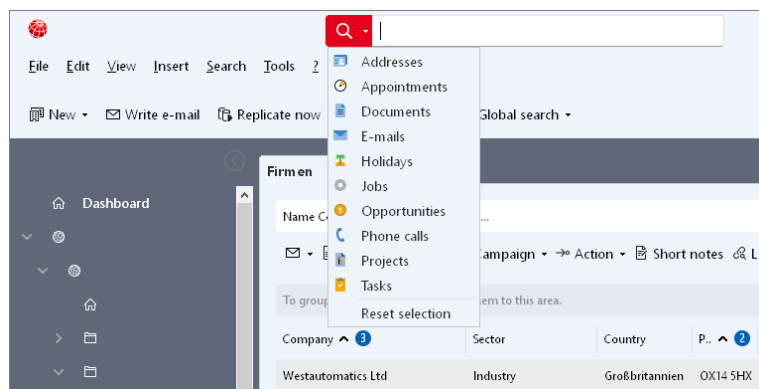 File Edit View Insert Search Tools ?
New Write e-mail Replicate now Global search
Addresses
Appointments
Documents
E-mails
Holidays
Jobs
Opportunities
Phone calls
Projects
Tasks
Reset selection
Firmen
Dashboard
Name C ...
ampaign Action Short notes L
To group em to this area.
Company 3 Sector Country P.. 2
Westautomatics Ltd Industry Großbritannien OX14 5HX